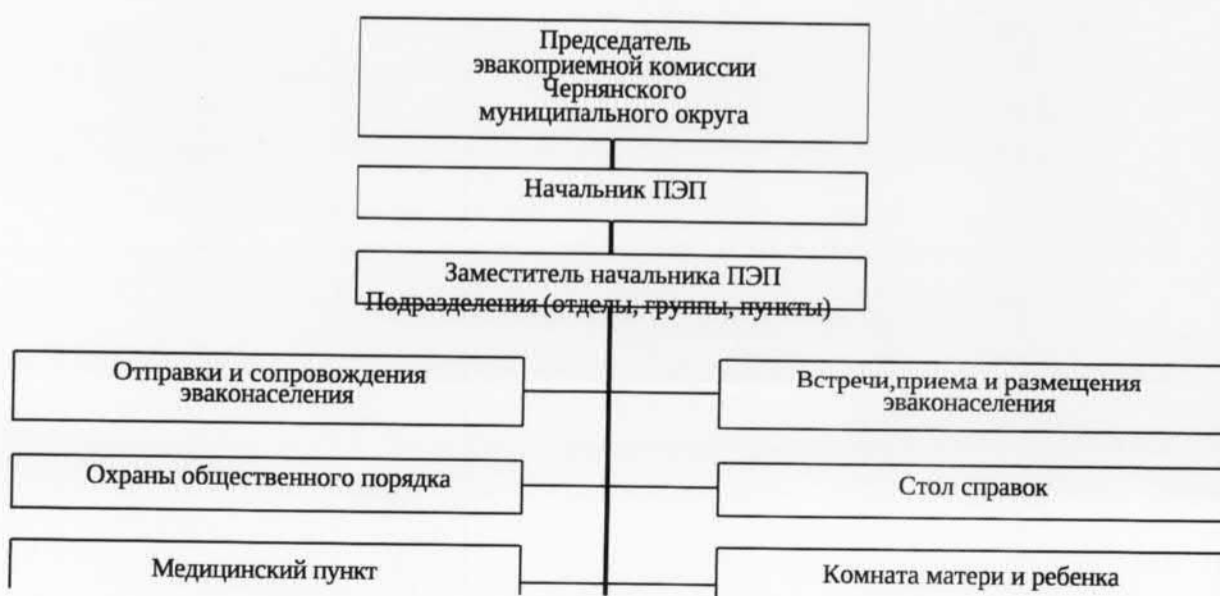 Председатель
эвакоприемной комиссии
Чернянского
муниципального округа
Начальник ПЭП
Заместитель начальника ПЭП
Подразделения (отделы, группы, пункты)
Отправки и сопровождения
эваконаселения
Встречи,приема и размещения
эваконаселения
Охраны общественного порядка
Стол справок
Медицинский пункт
Комната матери и ребенка